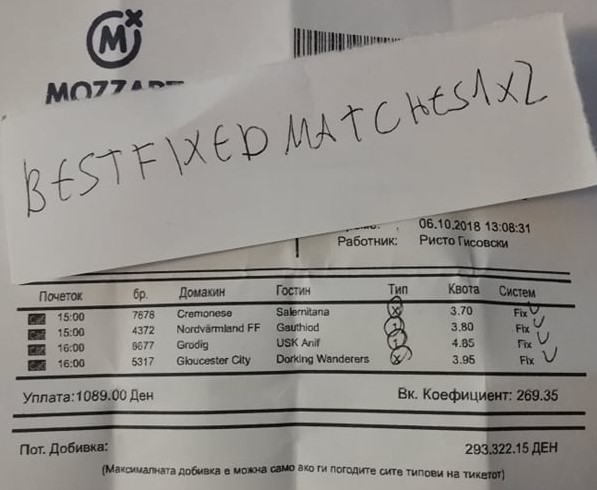 MOZZART
BESTFIXEDMATCHES1X2
06.10.2018 13:08:31
Работник: Ристо Гисовски
Почеток бр. Домакин Гостин Тип Квота Систем
15:00 7878 Cremonese Salernitana X 3.70 Fix
15:00 4372 Nordvärmland FF Gauthiod 1 3.80 Fix
16:00 8677 Grodig USK Anif 1 4.85 Fix
16:00 5317 Gloucester City Dorking Wanderers X 3.95 Fix
Уплата:1089.00 Ден Вк. Коефициент: 269.35
Пот. Добивка: 293.322.15 ДЕН
(Максималната добивка е можна само ако ги погодите сите типови на тикетот)